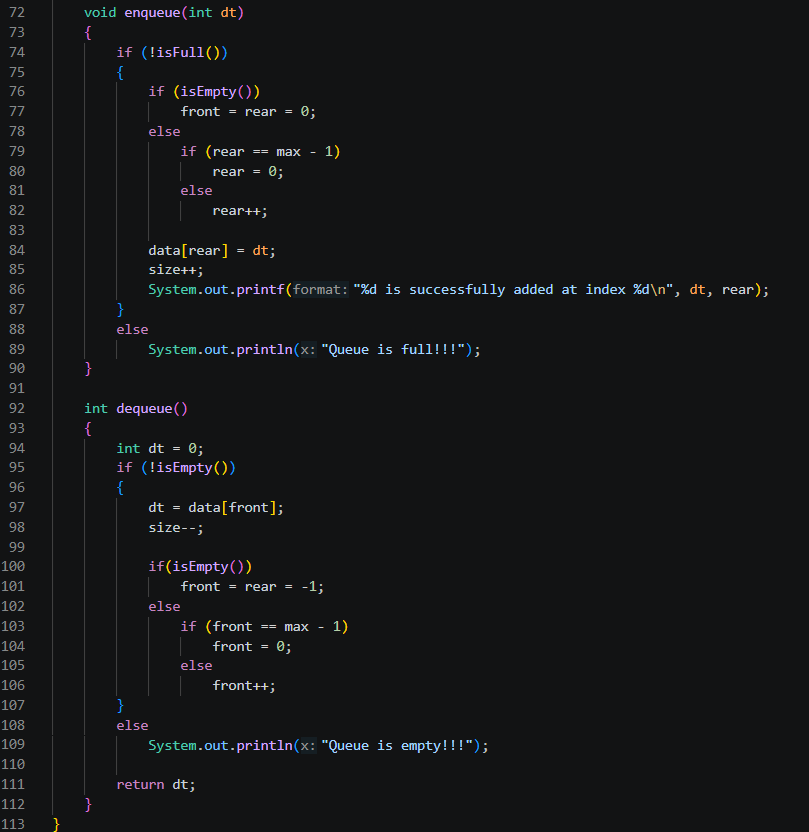 72 void enqueue(int dt)
73 {
74 if (!isFull())
75 {
76 if (isEmpty())
77 front = rear = 0;
78 else
79 if (rear == max - 1)
80 rear = 0;
81 else
82 rear++;
83
84 data[rear] = dt;
85 size++;
86 System.out.printf(format: "%d is successfully added at index %d\n", dt, rear);
87 }
88 else
89 System.out.println(x: "Queue is full!!!");
90 }
91
92 int dequeue()
93 {
94 int dt = 0;
95 if (!isEmpty())
96 {
97 dt = data[front];
98 size--;
99
100 if(isEmpty())
101 front = rear = -1;
102 else
103 if (front == max - 1)
104 front = 0;
105 else
106 front++;
107 }
108 else
109 System.out.println(x: "Queue is empty!!!");
110
111 return dt;
112 }
113 }